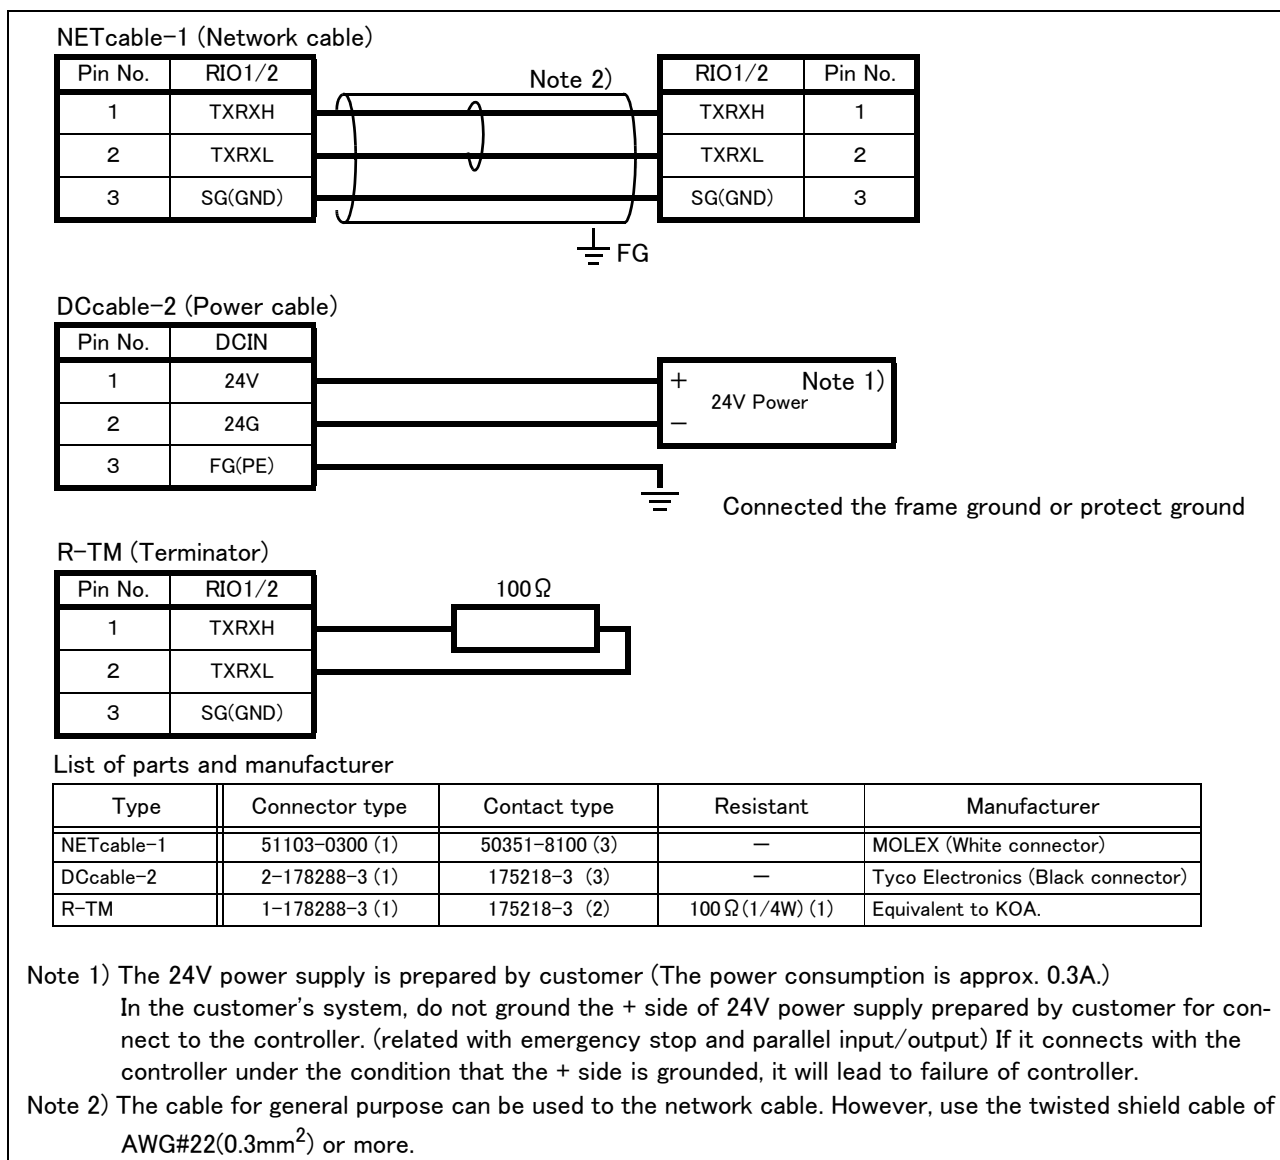 NETcable-1 (Network cable)
Pin No. RIO1/2 Note 2) RIO1/2 Pin No.
1 TXRXH TXRXH 1
2 TXRXL TXRXL 2
3 SG(GND) SG(GND) 3
FG
DCcable-2 (Power cable)
Pin No. DCIN
1 24V + Note 1)
24V Power
2 24G −
3 FG(PE)
Connected the frame ground or protect ground
R-TM (Terminator)
Pin No. RIO1/2 100Ω
1 TXRXH
2 TXRXL
3 SG(GND)
List of parts and manufacturer
Type Connector type Contact type Resistant Manufacturer
NETcable-1 51103-0300 (1) 50351-8100 (3) − MOLEX (White connector)
DCcable-2 2-178288-3 (1) 175218-3 (3) − Tyco Electronics (Black connector)
R-TM 1-178288-3 (1) 175218-3 (2) 100Ω(1/4W) (1) Equivalent to KOA.
Note 1) The 24V power supply is prepared by customer (The power consumption is approx. 0.3A.)
In the customer's system, do not ground the + side of 24V power supply prepared by customer for con-
nect to the controller. (related with emergency stop and parallel input/output) If it connects with the
controller under the condition that the + side is grounded, it will lead to failure of controller.
Note 2) The cable for general purpose can be used to the network cable. However, use the twisted shield cable of
AWG#22(0.3mm²) or more.